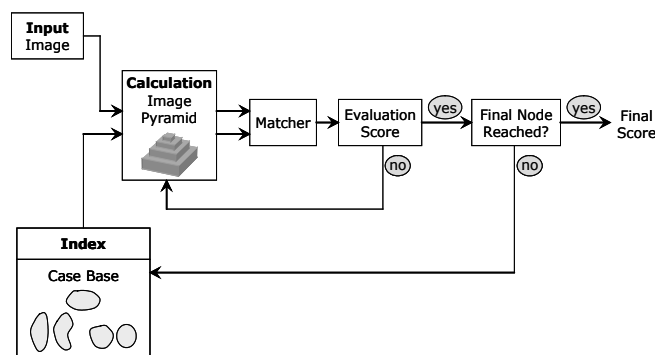 Input
Image
Calculation
Image
Pyramid
Matcher
Evaluation
Score
yes
no
Final Node
Reached?
yes
no
Final
Score
Index
Case Base